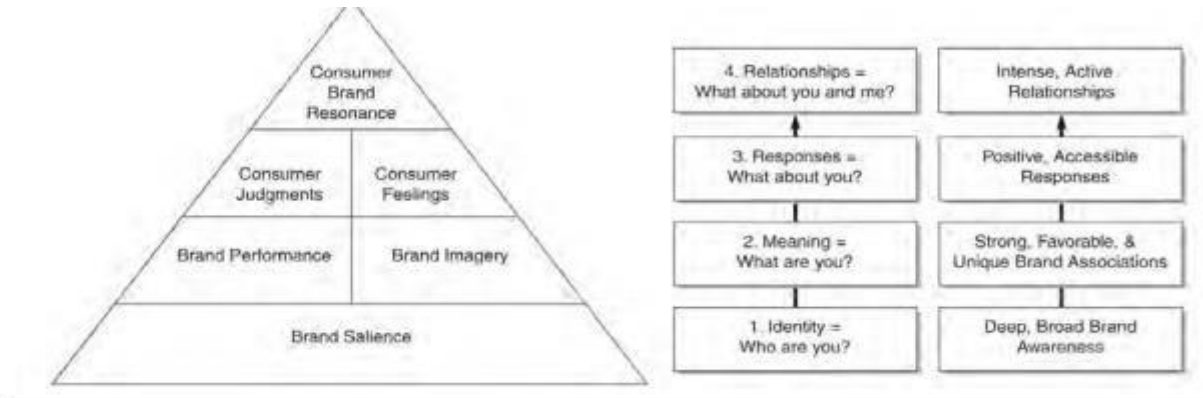 Consumer
Brand
Resonance
Consumer
Judgments
Consumer
Feelings
Brand Performance
Brand Imagery
Brand Salience
4. Relationships =
What about you and me?
3. Responses =
What about you?
2. Meaning =
What are you?
1. Identity =
Who are you?
Intense, Active
Relationships
Positive, Accessible
Responses
Strong, Favorable, &
Unique Brand Associations
Deep, Broad Brand
Awareness